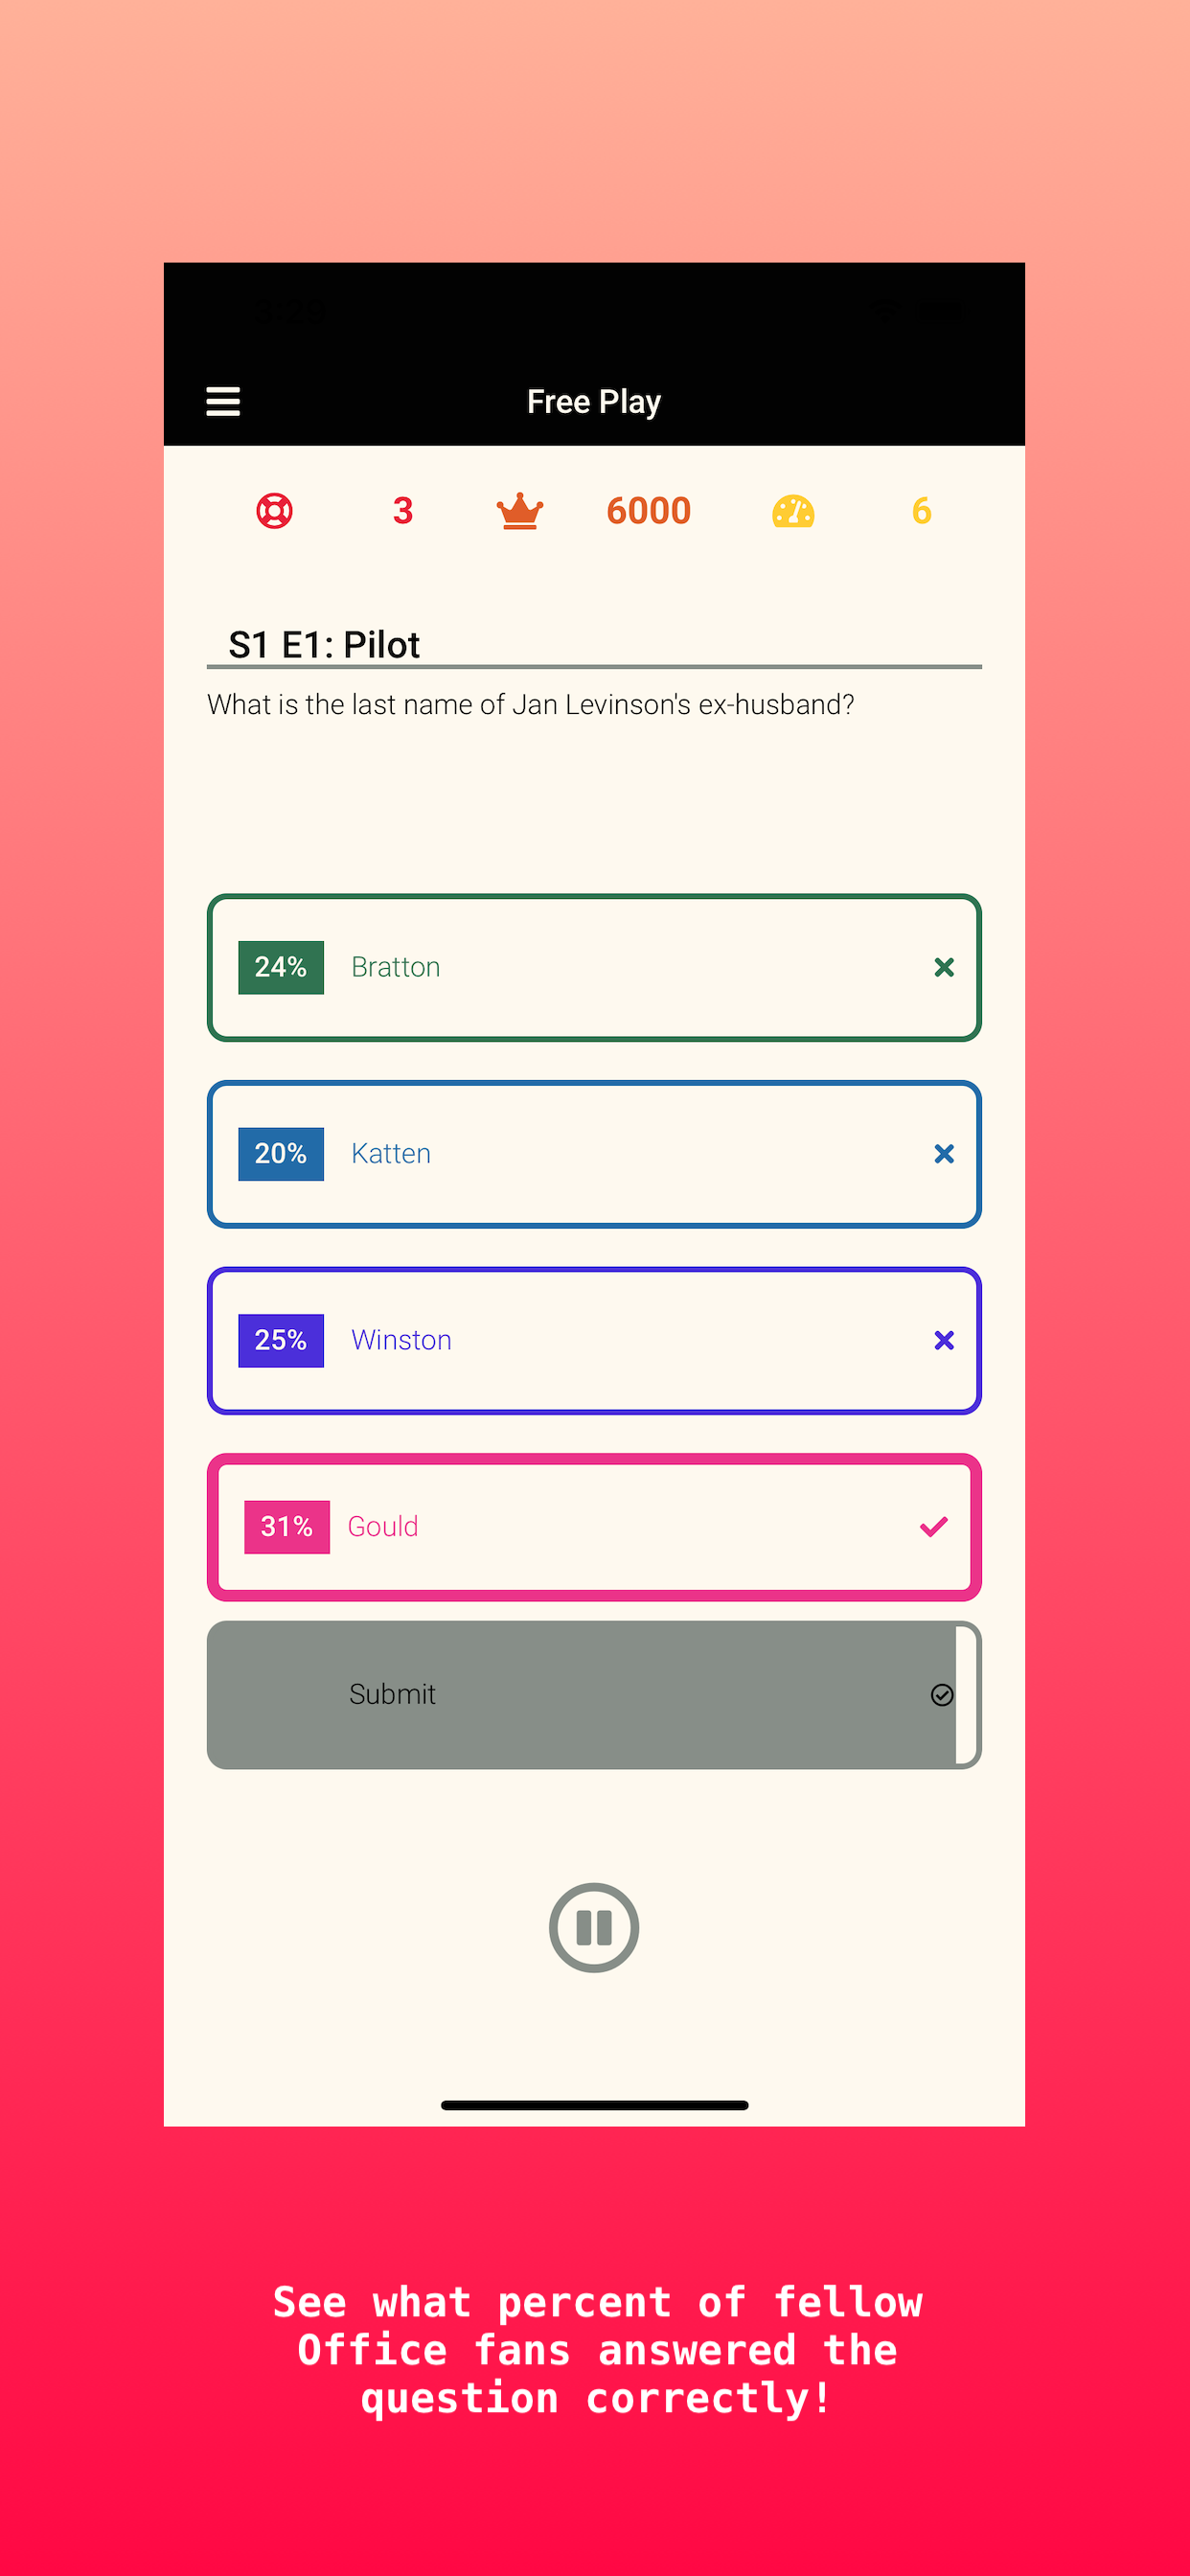 Free Play
3 6000 6
S1 E1: Pilot
What is the last name of Jan Levinson's ex-husband?
24% Bratton
20% Katten
25% Winston
31% Gould
Submit
See what percent of fellow
Office fans answered the
question correctly!